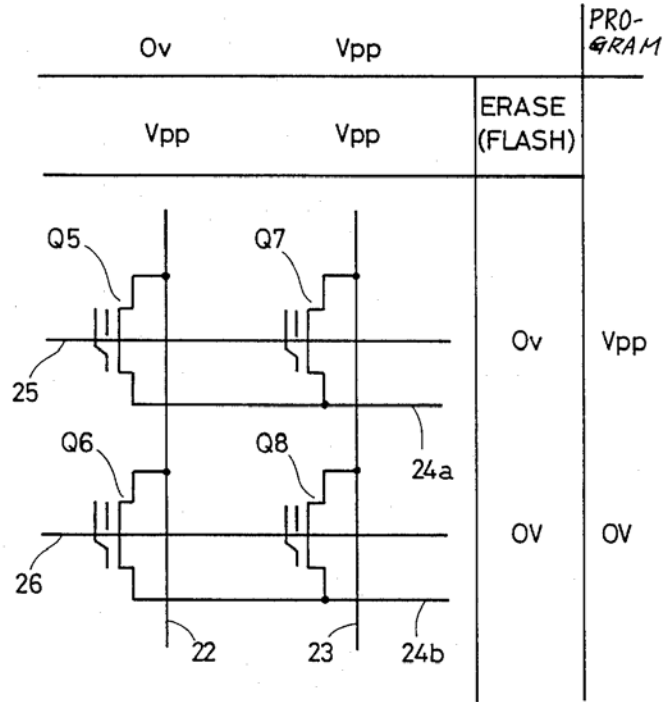 PRO-
Ov Vpp GRAM
Vpp Vpp ERASE
(FLASH)
Q5 Q7
Ov Vpp
25
24a
Q6 Q8
OV OV
26
22 23 24b